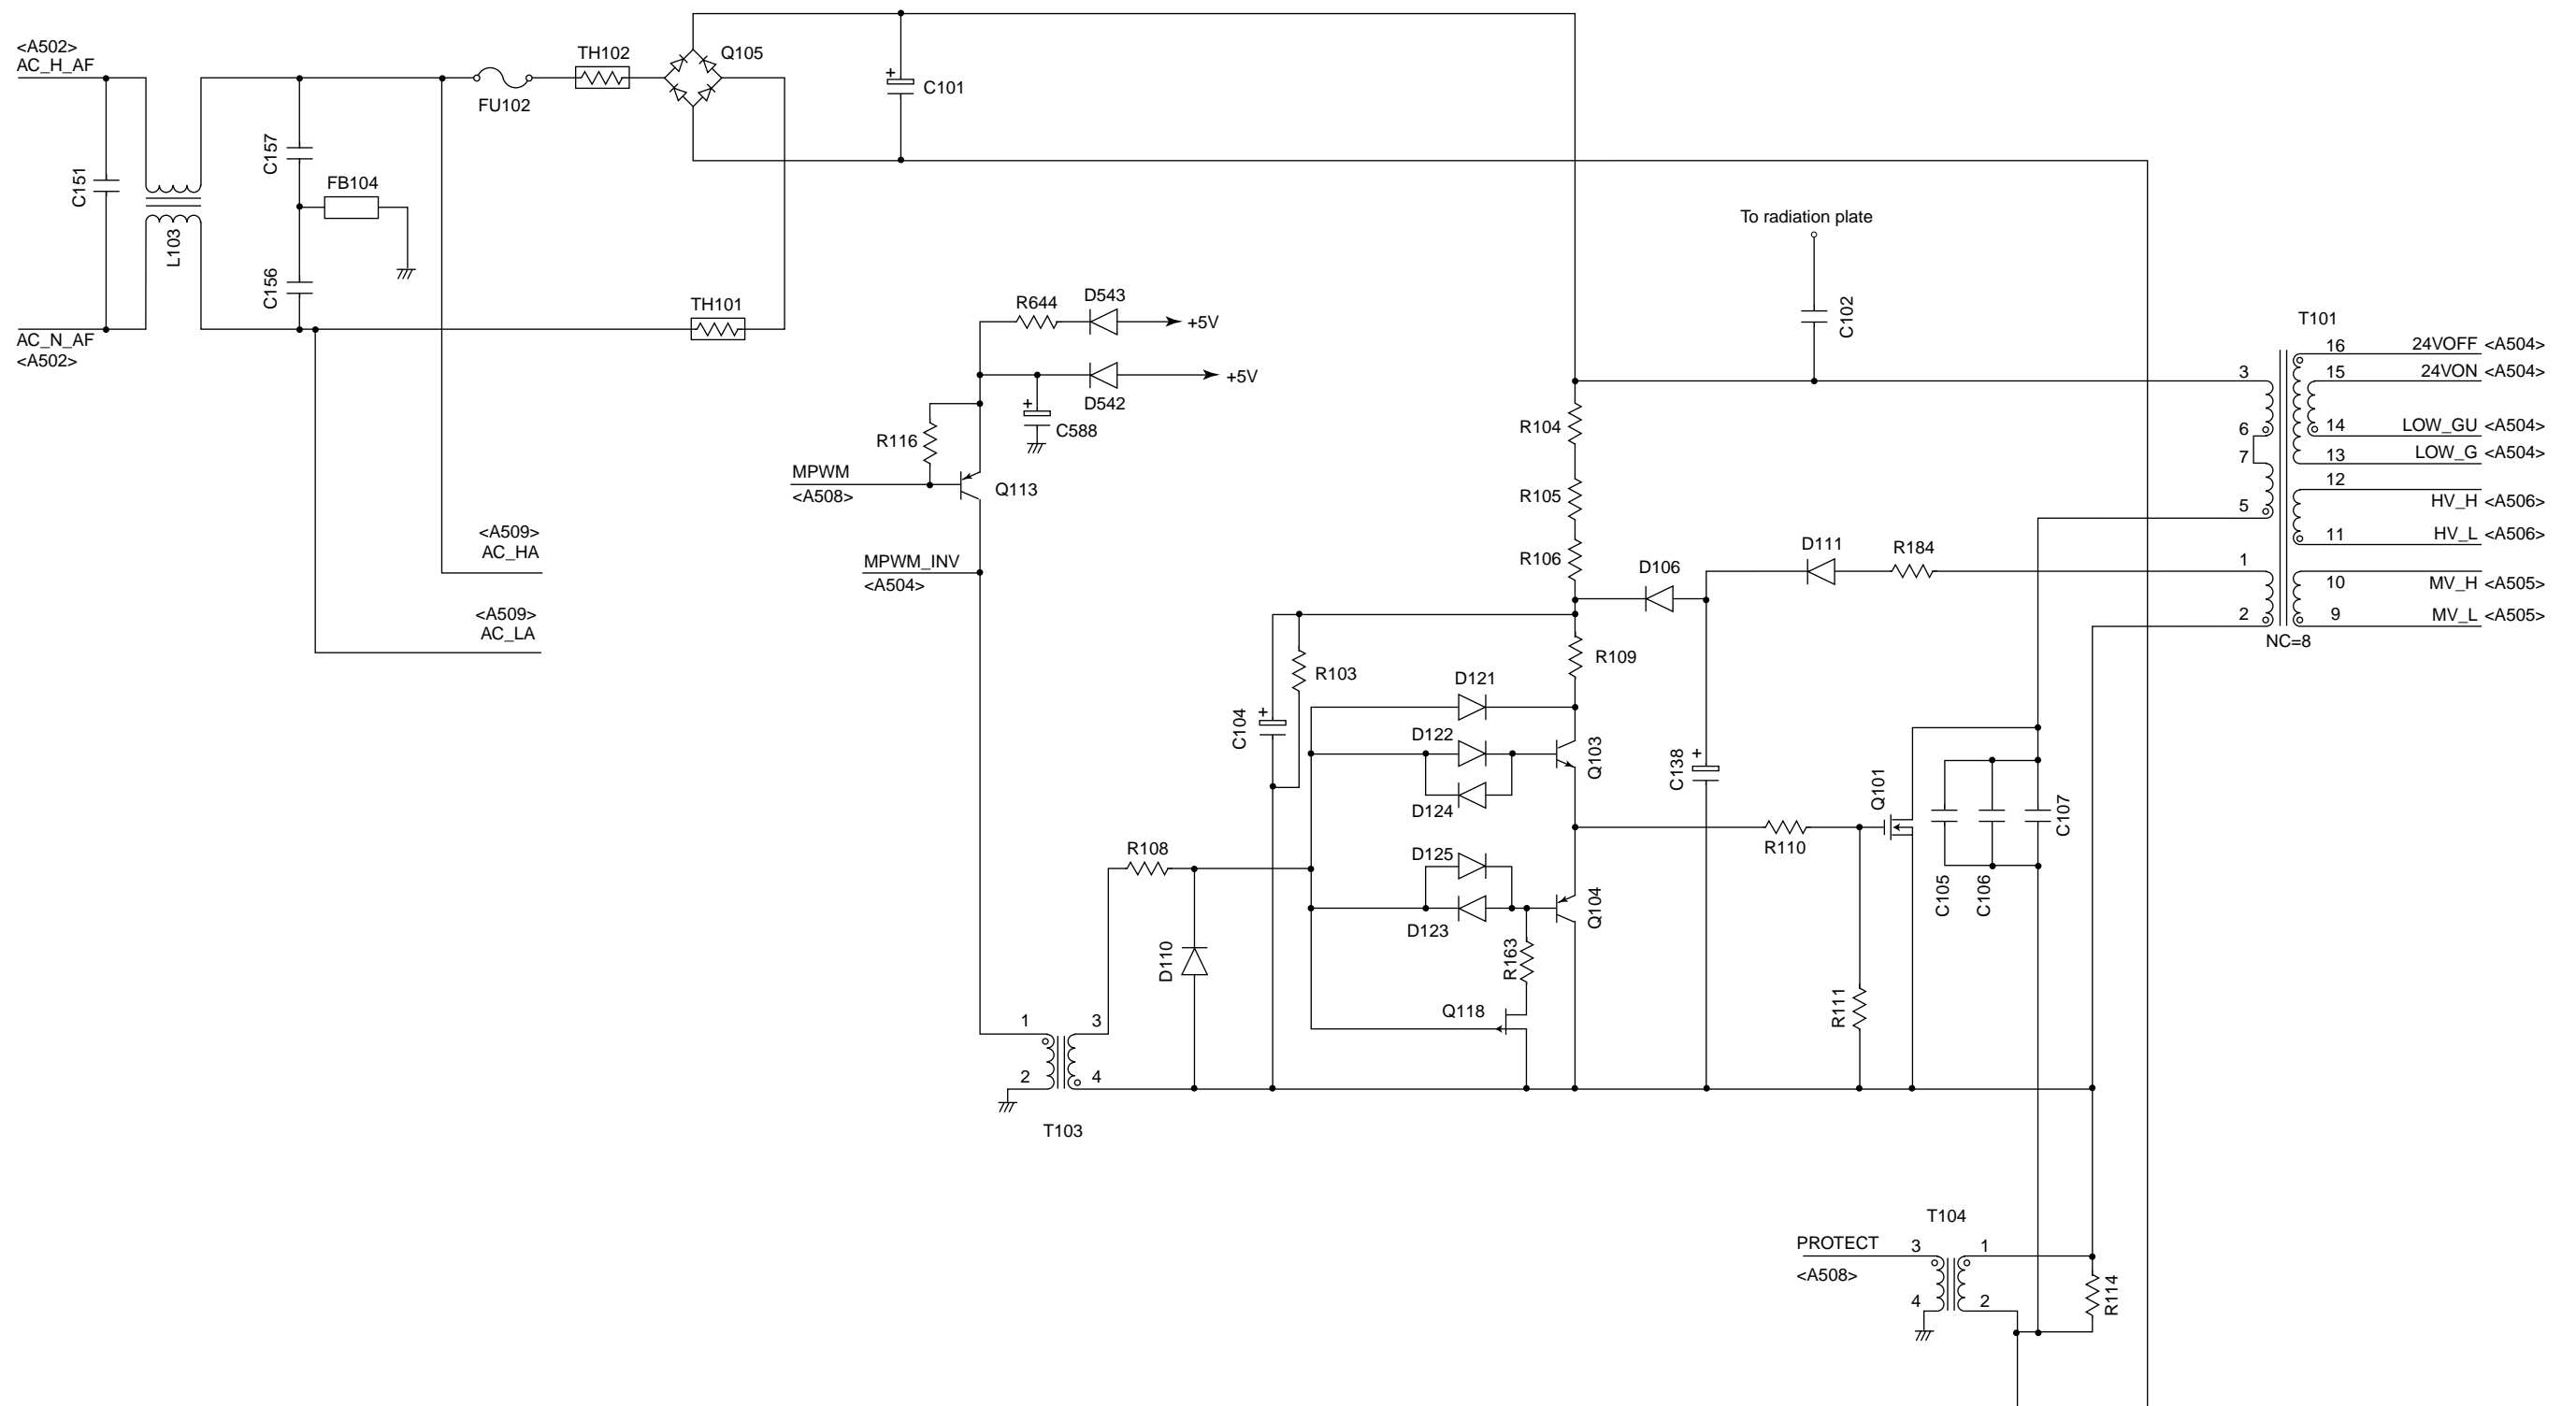 <A502>
AC_H_AF
TH102
Q105
FU102
C101
C157
C151
FB104
L103
C156
TH101
AC_N_AF
<A502>
To radiation plate
C102
R644
D543
+5V
D542
+5V
C588
R116
MPWM
<A508>
Q113
MPWM_INV
<A504>
<A509>
AC_HA
<A509>
AC_LA
T101
3
6
7
5
1
2
16
24VOFF <A504>
15
24VON <A504>
14
LOW_GU <A504>
13
LOW_G <A504>
12
HV_H <A506>
11
HV_L <A506>
10
MV_H <A505>
9
MV_L <A505>
NC=8
R104
R105
R106
D106
D111
R184
R109
R103
C104
D121
D122
D124
Q103
C138
Q101
C107
C105
C106
R110
R108
D125
D123
Q104
D110
R163
Q118
R111
1
2
3
4
T103
T104
PROTECT
<A508>
3
4
1
2
R114